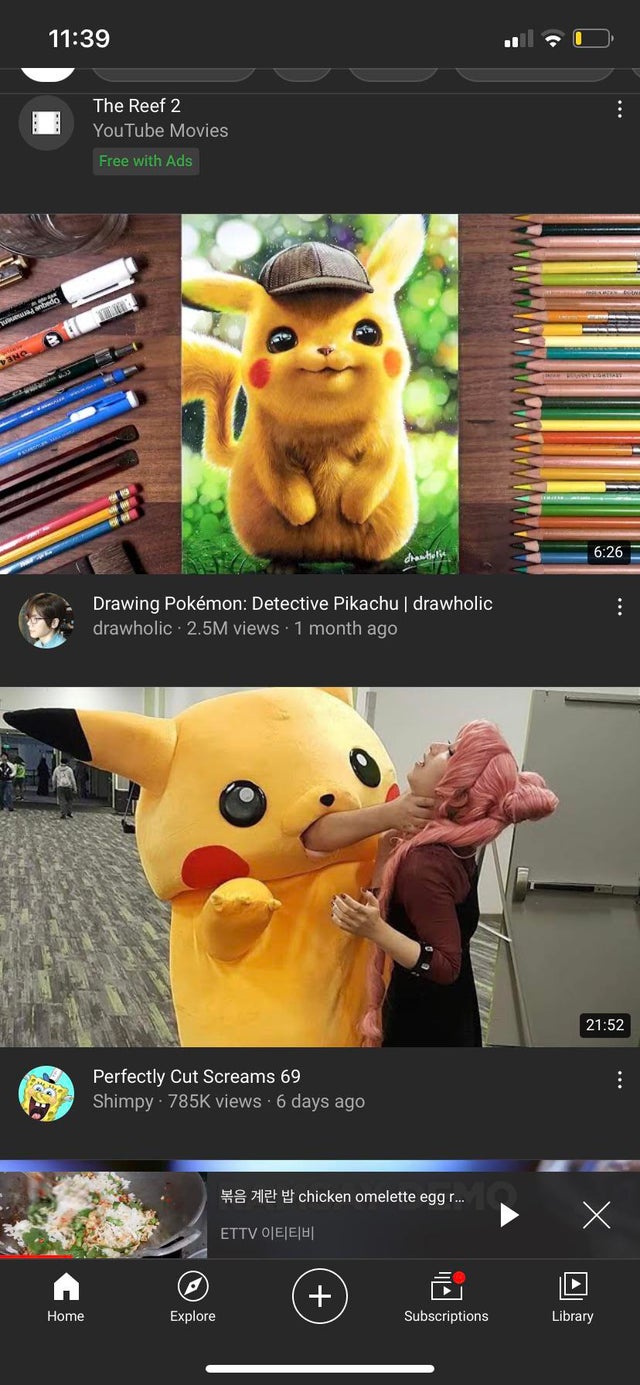 11:39
The Reef 2
YouTube Movies
Free with Ads
drawholic
6:26
Drawing Pokémon: Detective Pikachu | drawholic
drawholic · 2.5M views · 1 month ago
21:52
Perfectly Cut Screams 69
Shimpy · 785K views · 6 days ago
볶음 계란 밥 chicken omelette egg r...
ETTV 이티티비
Home
Explore
Subscriptions
Library